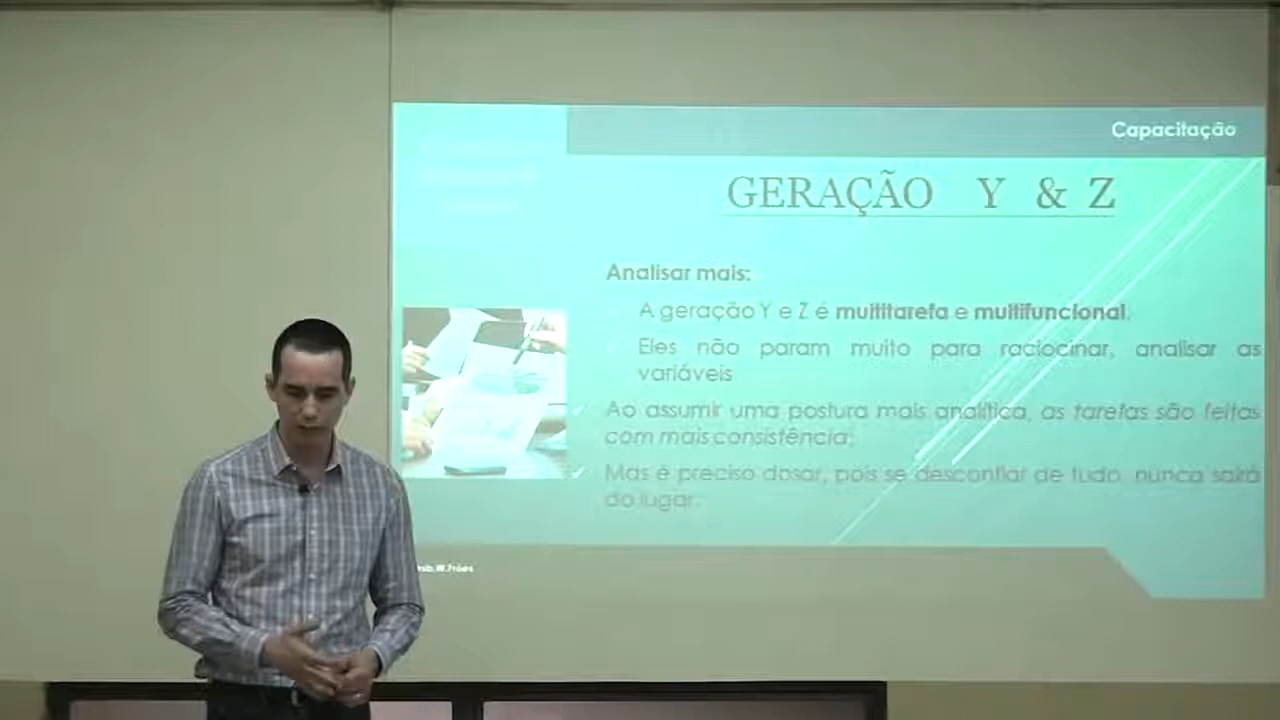 Capacitação
GERAÇÃO Y & Z
Analisar mais:
A geração Y e Z é multitarefa e multifuncional.
Eles não param muito para raciocinar, analisar as
variáveis
Ao assumir uma postura mais analítica, as tarefas são feitas
com mais consistência;
Mas é preciso dosar, pois se desconfiar de tudo, nunca sairá
do lugar.